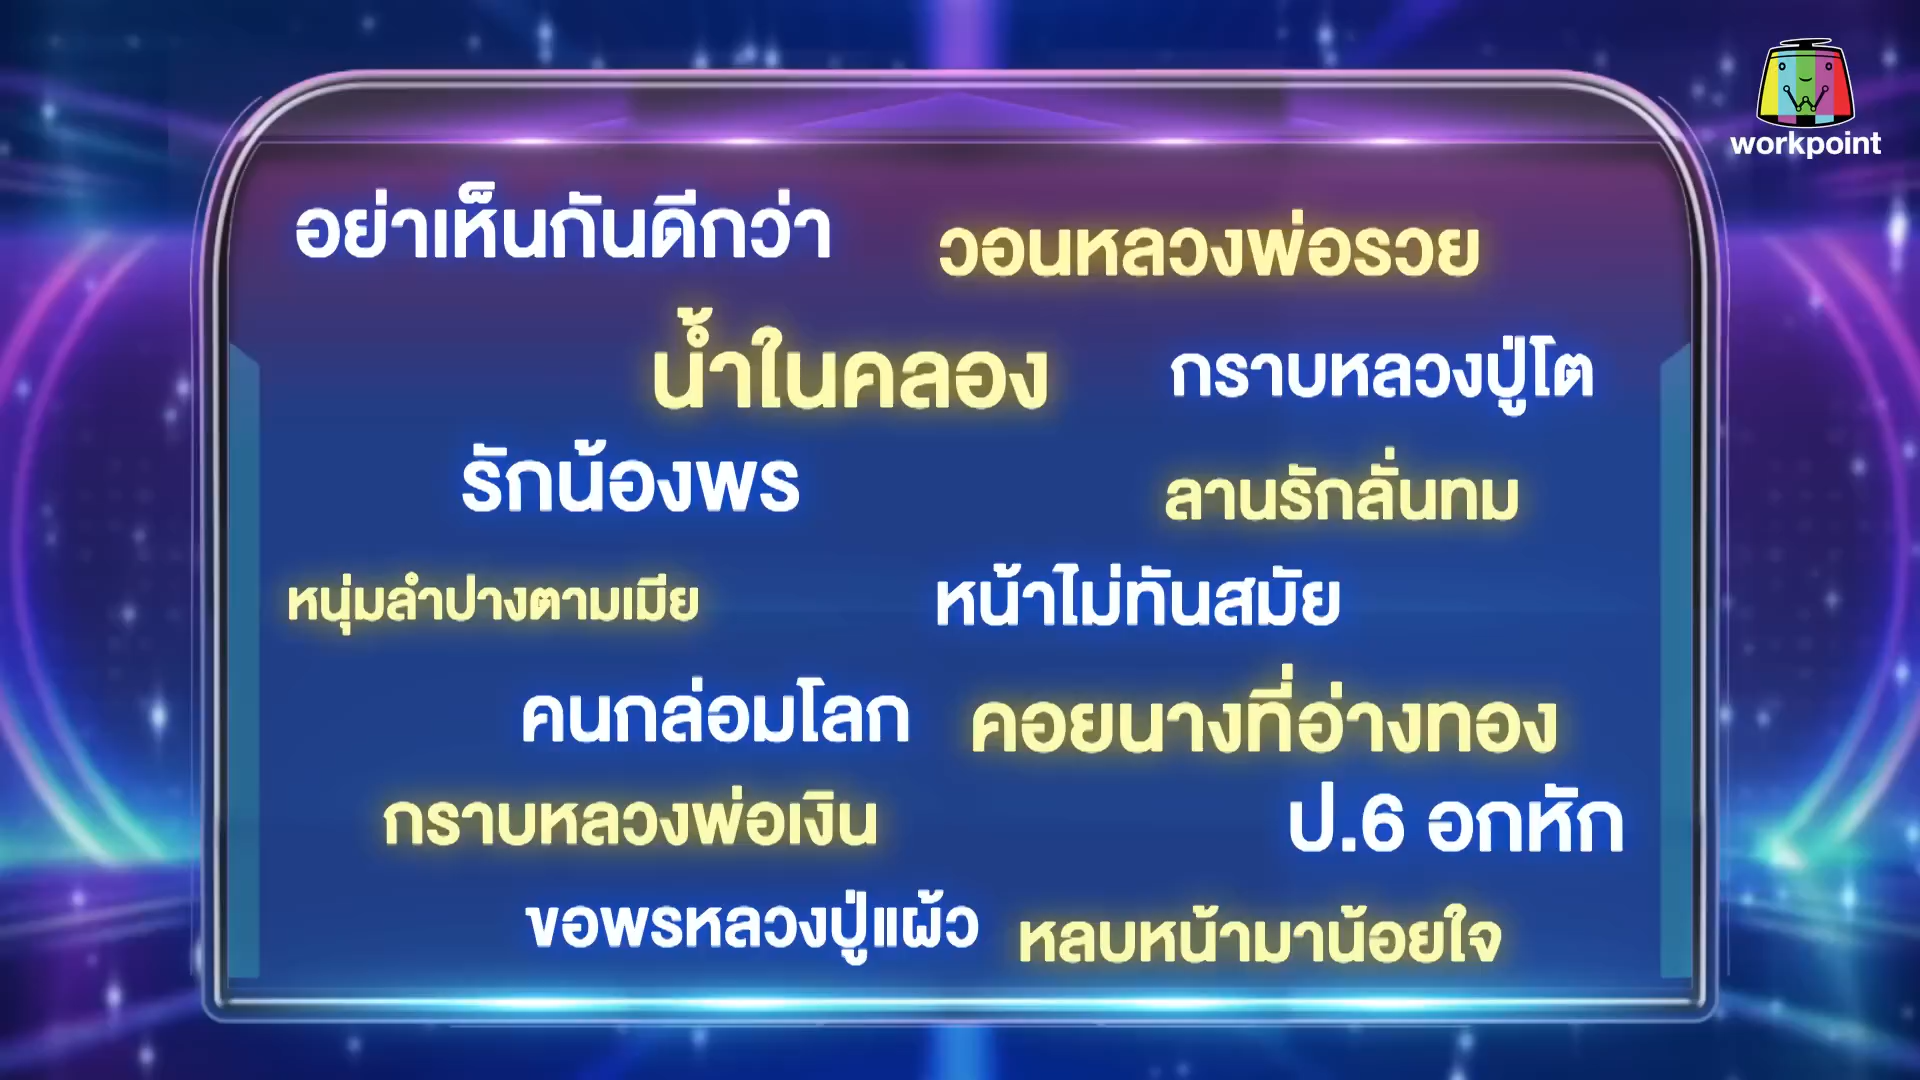 workpoint
อย่าเห็นกันดีกว่า
วอนหลวงพ่อรวย
น้ำในคลอง
กราบหลวงปู่โต
รักน้องพร
ลานรักลั่นทม
หนุ่มลำปางตามเมีย
หน้าไม่ทันสมัย
คนกล่อมโลก
คอยนางที่อ่างทอง
กราบหลวงพ่อเงิน
ป.6 อกหัก
ขอพรหลวงปู่แผ้ว
หลบหน้ามาน้อยใจ